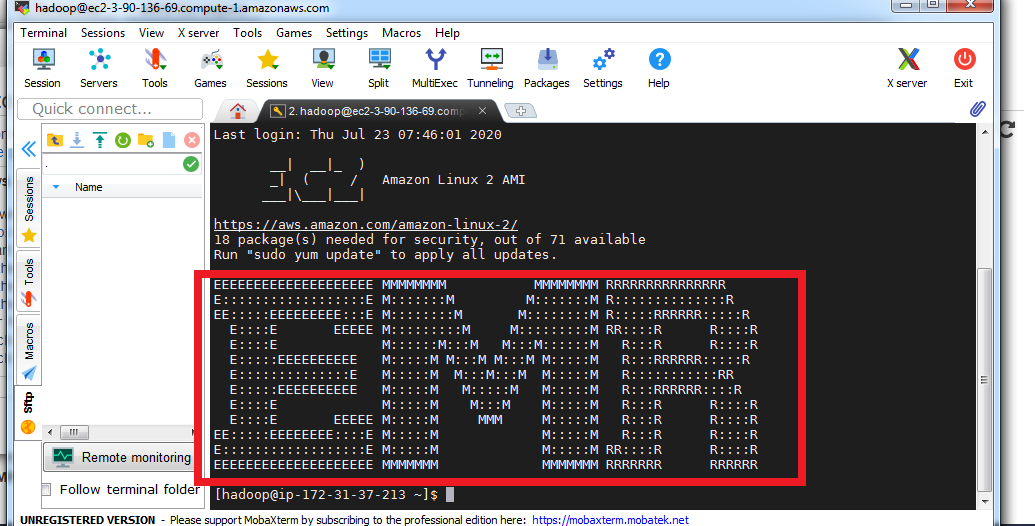 hadoop@ec2-3-90-136-69.compute-1.amazonaws.com
Terminal Sessions View X server Tools Games Settings Macros Help
Session Servers Tools Games Sessions View Split MultiExec Tunneling Packages Settings Help X server Exit
Quick connect...
2. hadoop@ec2-3-90-136-69.compu
Name
Sessions
Tools
Macros
Sftp
Remote monitoring
Follow terminal folder
Last login: Thu Jul 23 07:46:01 2020
       __|  __|_  )
       _|  (     /   Amazon Linux 2 AMI
      ___|\___|___|
https://aws.amazon.com/amazon-linux-2/
18 package(s) needed for security, out of 71 available
Run "sudo yum update" to apply all updates.
EEEEEEEEEEEEEEEEEEEE MMMMMMMM           MMMMMMMM RRRRRRRRRRRRRRR
E::::::::::::::::::E M:::::::M         M:::::::M R::::::::::::::R
EE:::::EEEEEEEEE:::E M::::::::M       M::::::::M R:::::RRRRRR:::::R
  E::::E       EEEEE M:::::::::M     M:::::::::M RR::::R      R::::R
  E::::E             M::::::M:::M   M:::M::::::M   R:::R      R::::R
  E:::::EEEEEEEEEE   M:::::M M:::M M:::M M:::::M   R:::RRRRRR:::::R
  E::::::::::::::E   M:::::M  M:::M:::M  M:::::M   R:::::::::::RR
  E:::::EEEEEEEEEE   M:::::M   M:::::M   M:::::M   R:::RRRRRR::::R
  E::::E             M:::::M    M:::M    M:::::M   R:::R      R::::R
  E::::E       EEEEE M:::::M     MMM     M:::::M   R:::R      R::::R
EE:::::EEEEEEEE::::E M:::::M             M:::::M   R:::R      R::::R
E::::::::::::::::::E M:::::M             M:::::M RR::::R      R::::R
EEEEEEEEEEEEEEEEEEEE MMMMMMM             MMMMMMM RRRRRRR      RRRRRR
[hadoop@ip-172-31-37-213 ~]$
UNREGISTERED VERSION - Please support MobaXterm by subscribing to the professional edition here: https://mobaxterm.mobatek.net